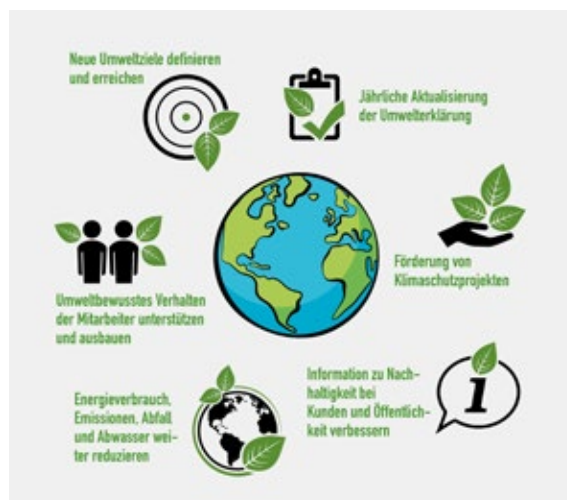 Neue Umweltziele definieren
und erreichen
Jährliche Aktualisierung
der Umwelterklärung
Förderung von
Klimaschutzprojekten
Umweltbewusstes Verhalten
der Mitarbeiter unterstützen
und ausbauen
Energieverbrauch,
Emissionen, Abfall
und Abwasser wei-
ter reduzieren
Information zu Nach-
haltigkeit bei
Kunden und Öffentlich-
keit verbessern
i